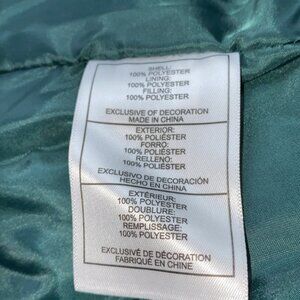 SHELL:
100% POLYESTER
LINING:
100% POLYESTER
FILLING:
100% POLYESTER
EXCLUSIVE OF DECORATION
MADE IN CHINA
EXTERIOR:
100% POLIÉSTER
FORRO:
100% POLIÉSTER
RELLENO:
100% POLIÉSTER
EXCLUSIVO DE DECORACIÓN
HECHO EN CHINA
EXTÉRIEUR:
100% POLYESTER
DOUBLURE:
100% POLYESTER
REMPLISSAGE:
100% POLYESTER
EXCLUSIVÉ DE DÉCORATION
FABRIQUÉ EN CHINE